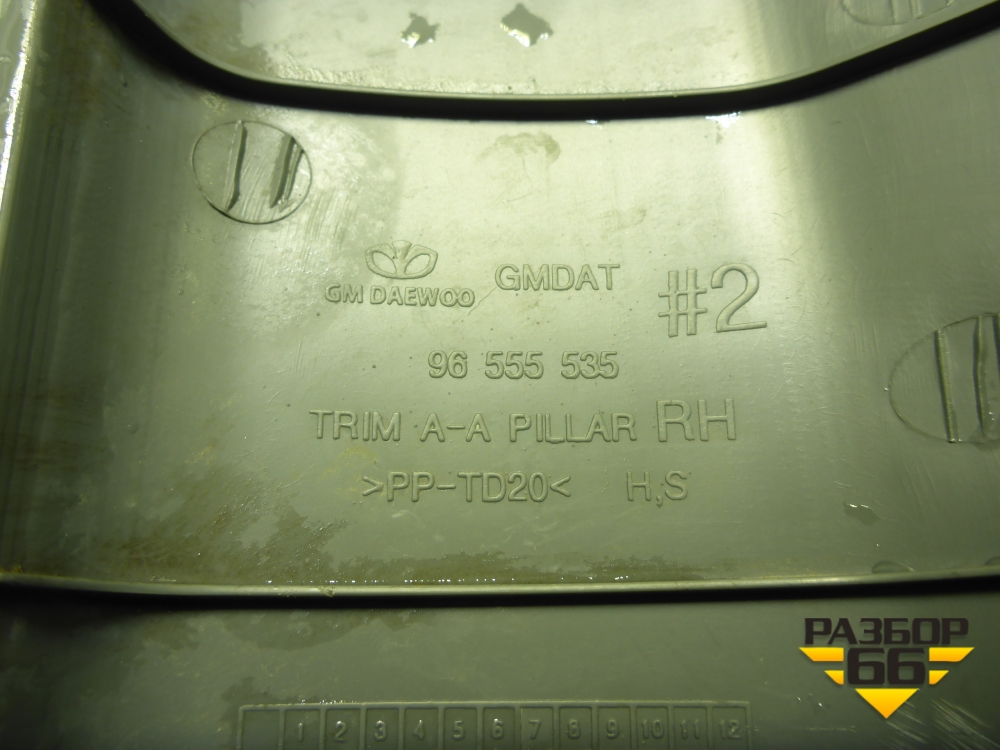 GM DAEWOO GMDAT #2
96 555 535
TRIM A-A PILLAR RH
>PP-TD20< H,S
РАЗБОР
66
1 2 3 4 5 6 7 8 9 10 11 12